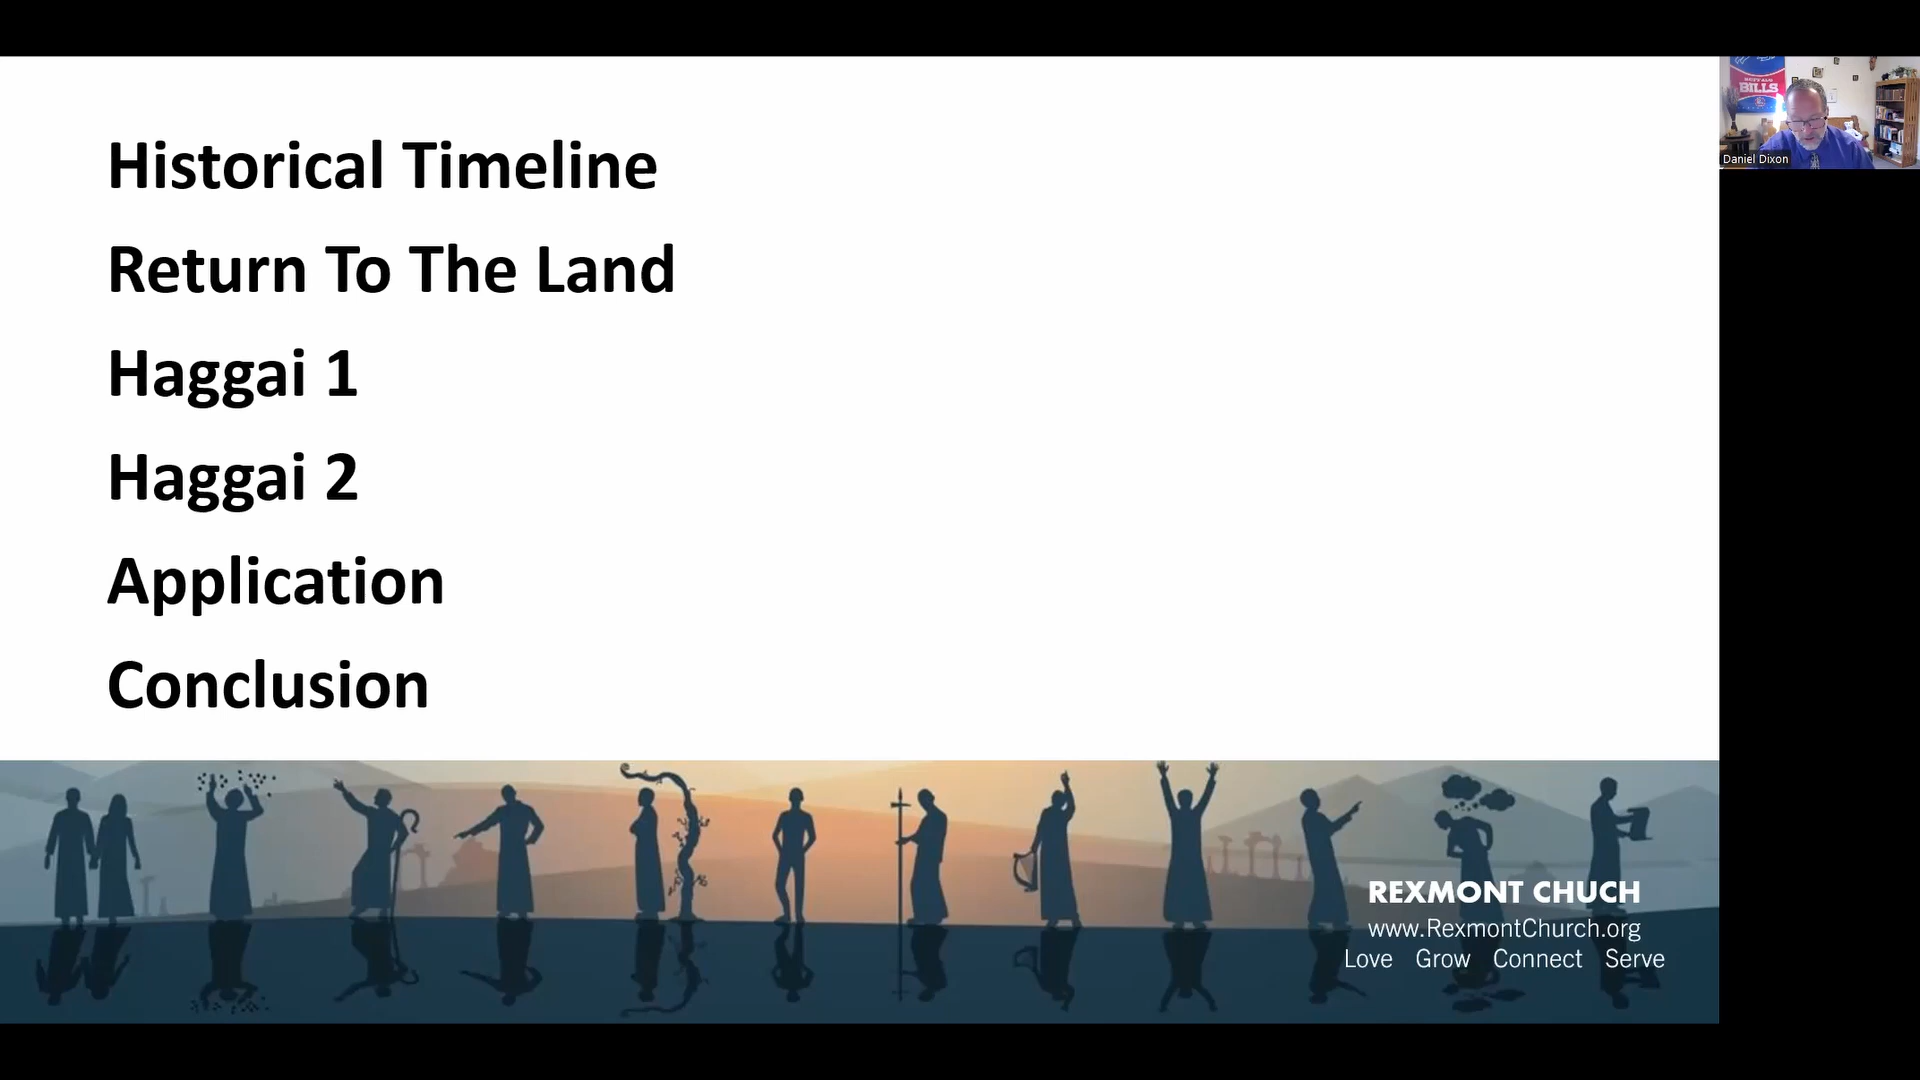 Historical Timeline
Return To The Land
Haggai 1
Haggai 2
Application
Conclusion
REXMONT CHUCH
www.RexmontChurch.org
Love Grow Connect Serve
BILLS
Daniel Dixon